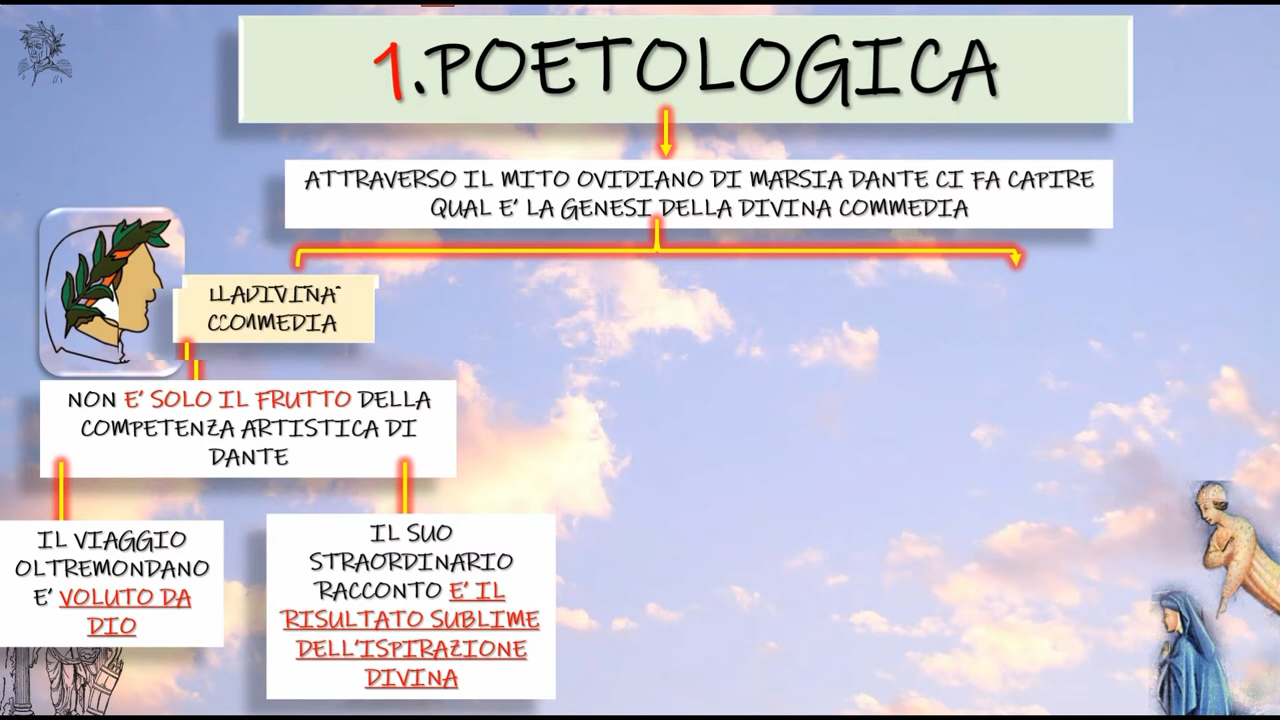 1.POETOLOGICA
ATTRAVERSO IL MITO OVIDIANO DI MARSIA DANTE CI FA CAPIRE
QUAL E' LA GENESI DELLA DIVINA COMMEDIA
LLADIVINA
CCOMMEDIA
NON E' SOLO IL FRUTTO DELLA
COMPETENZA ARTISTICA DI
DANTE
IL VIAGGIO
OLTREMONDANO
E' VOLUTO DA
DIO
IL SUO
STRAORDINARIO
RACCONTO E' IL
RISULTATO SUBLIME
DELL'ISPIRAZIONE
DIVINA